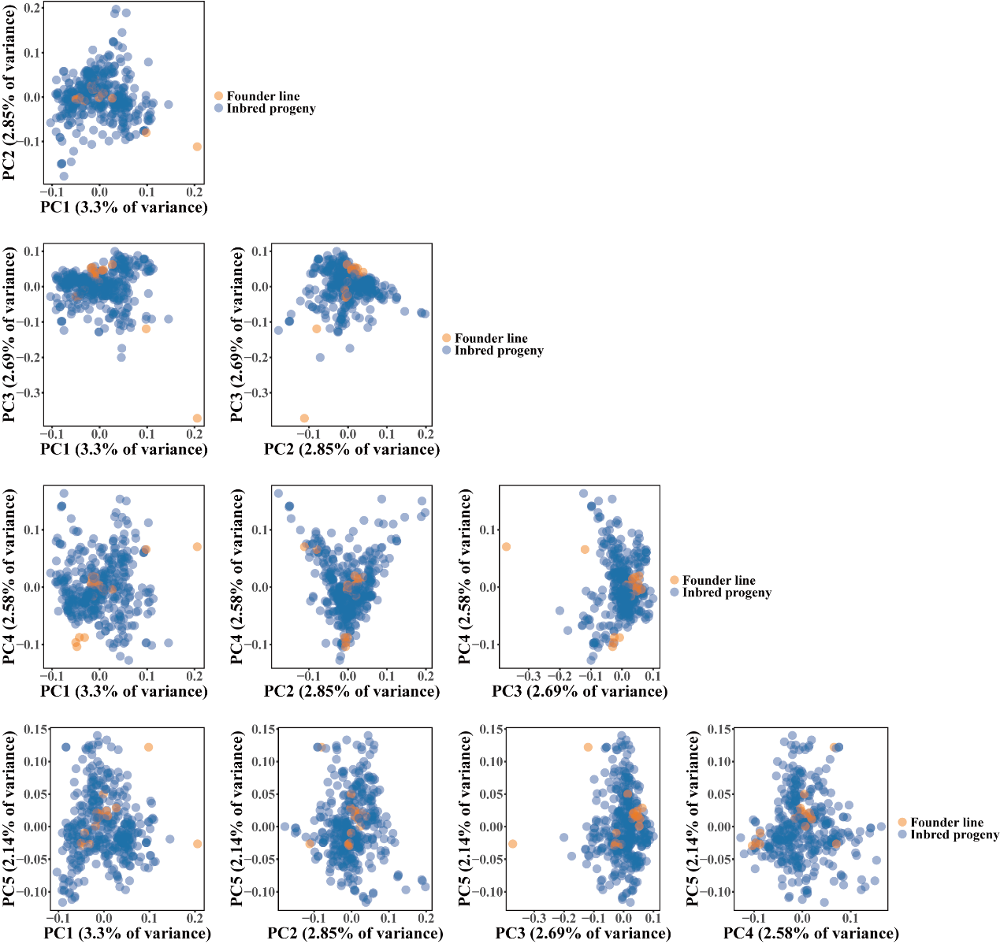 PC2 (2.85% of variance)
0.2
0.1
0.0
−0.1
Founder line
Inbred progeny
−0.1 0.0 0.1 0.2
PC1 (3.3% of variance)
PC3 (2.69% of variance)
0.1
0.0
−0.1
−0.2
−0.3
−0.1 0.0 0.1 0.2
PC1 (3.3% of variance)
PC3 (2.69% of variance)
0.1
0.0
−0.1
−0.2
−0.3
−0.1 0.0 0.1 0.2
PC2 (2.85% of variance)
Founder line
Inbred progeny
PC4 (2.58% of variance)
0.1
0.0
−0.1
−0.1 0.0 0.1 0.2
PC1 (3.3% of variance)
PC4 (2.58% of variance)
0.1
0.0
−0.1
−0.1 0.0 0.1 0.2
PC2 (2.85% of variance)
PC4 (2.58% of variance)
0.1
0.0
−0.1
−0.3 −0.2 −0.1 0.0 0.1
PC3 (2.69% of variance)
Founder line
Inbred progeny
PC5 (2.14% of variance)
0.15
0.10
0.05
0.00
−0.05
−0.10
−0.1 0.0 0.1 0.2
PC1 (3.3% of variance)
PC5 (2.14% of variance)
0.15
0.10
0.05
0.00
−0.05
−0.10
−0.1 0.0 0.1 0.2
PC2 (2.85% of variance)
PC5 (2.14% of variance)
0.15
0.10
0.05
0.00
−0.05
−0.10
−0.3 −0.2 −0.1 0.0 0.1
PC3 (2.69% of variance)
PC5 (2.14% of variance)
0.15
0.10
0.05
0.00
−0.05
−0.10
−0.1 0.0 0.1
PC4 (2.58% of variance)
Founder line
Inbred progeny